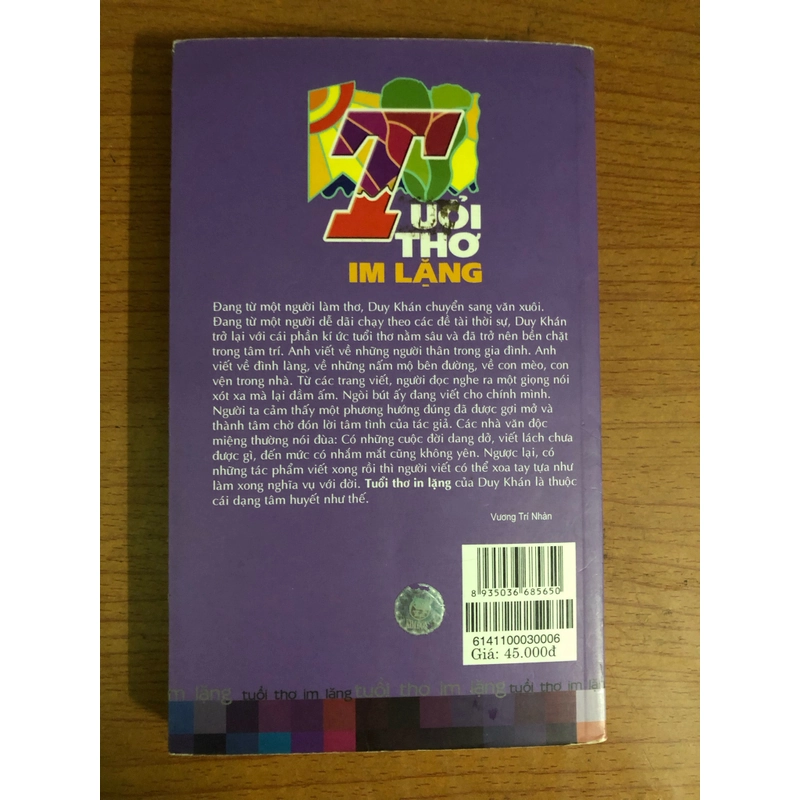 TUỔI
THƠ
IM LẶNG
Đang từ một người làm thơ, Duy Khán chuyển sang văn xuôi.
Đang từ một người dễ dãi chạy theo các đề tài thời sự, Duy Khán
trở lại với cái phần kí ức tuổi thơ nằm sâu và đã trở nên bền chặt
trong tâm trí. Anh viết về những người thân trong gia đình. Anh
viết về đình làng, về những nấm mộ bên đường, về con mèo, con
vện trong nhà. Từ các trang viết, người đọc nghe ra một giọng nói
xót xa mà lại đầm ấm. Ngòi bút ấy đang viết cho chính mình.
Người ta cảm thấy một phương hướng đúng đã được gợi mở và
thành tâm chờ đón lời tâm tình của tác giả. Các nhà văn độc
miệng thường nói đùa: Có những cuộc đời dang dở, viết lách chưa
được gì, đến mức có nhắm mắt cũng không yên. Ngược lại, có
những tác phẩm viết xong rồi thì người viết có thể xoa tay tựa như
làm xong nghĩa vụ với đời. Tuổi thơ in lặng của Duy Khán là thuộc
cái dạng tâm huyết như thế.
Vương Trí Nhàn
8 935036 685650
6141100030006
Giá: 45.000đ
im lặng tuổi thơ im lặng tuổi thơ im lặng tuổi thơ im lặn